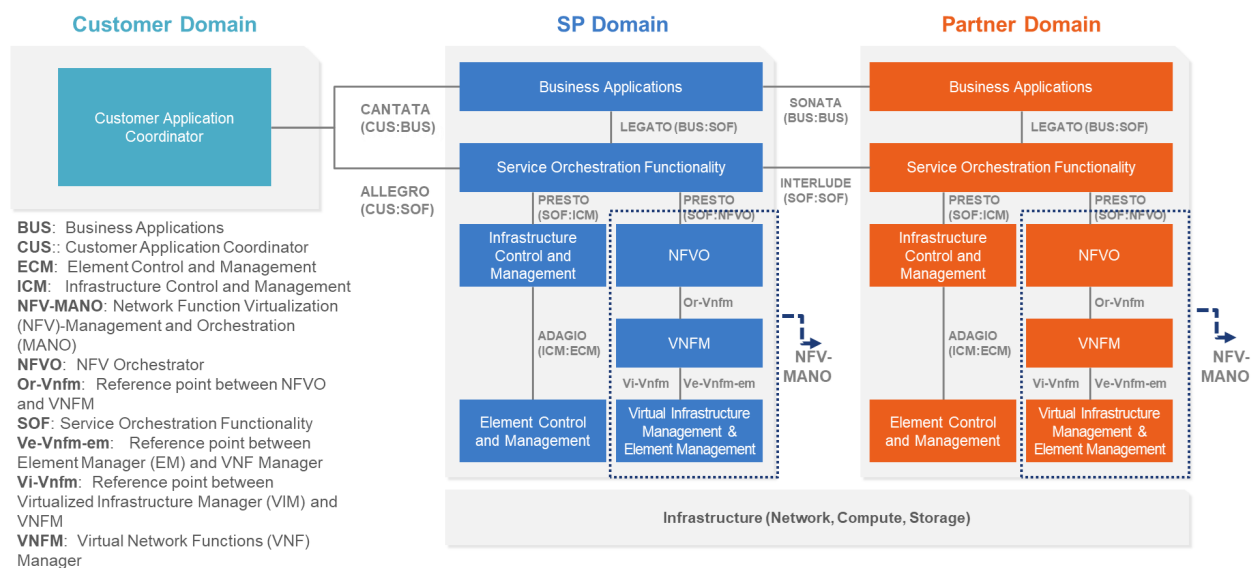 Customer Domain
SP Domain
Partner Domain
Customer Application
Coordinator
CANTATA
(CUS:BUS)
ALLEGRO
(CUS:SOF)
Business Applications
LEGATO (BUS:SOF)
Service Orchestration Functionality
PRESTO
(SOF:ICM)
PRESTO
(SOF:NFVO)
Infrastructure
Control and
Management
NFVO
Or-Vnfm
ADAGIO
(ICM:ECM)
VNFM
Vi-Vnfm
Ve-Vnfm-em
Element Control
and Management
Virtual Infrastructure
Management &
Element Management
NFV-
MANO
SONATA
(BUS:BUS)
INTERLUDE
(SOF:SOF)
Business Applications
LEGATO (BUS:SOF)
Service Orchestration Functionality
PRESTO
(SOF:ICM)
PRESTO
(SOF:NFVO)
Infrastructure
Control and
Management
NFVO
Or-Vnfm
ADAGIO
(ICM:ECM)
VNFM
Vi-Vnfm
Ve-Vnfm-em
Element Control
and Management
Virtual Infrastructure
Management &
Element Management
NFV-
MANO
Infrastructure (Network, Compute, Storage)
BUS: Business Applications
CUS:: Customer Application Coordinator
ECM: Element Control and Management
ICM: Infrastructure Control and Management
NFV-MANO: Network Function Virtualization
(NFV)-Management and Orchestration
(MANO)
NFVO: NFV Orchestrator
Or-Vnfm: Reference point between NFVO
and VNFM
SOF: Service Orchestration Functionality
Ve-Vnfm-em: Reference point between
Element Manager (EM) and VNF Manager
Vi-Vnfm: Reference point between
Virtualized Infrastructure Manager (VIM) and
VNFM
VNFM: Virtual Network Functions (VNF)
Manager